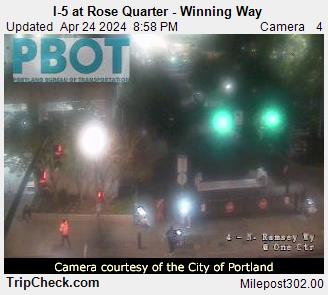 I-5 at Rose Quarter - Winning Way
Updated Apr 24 2024 8:58 PM Camera 4
PBOT
PORTLAND BUREAU OF TRANSPORTATION
4 - N. Ramsey Wy
@ One Ctr
Camera courtesy of the City of Portland
TripCheck.com Milepost302.00